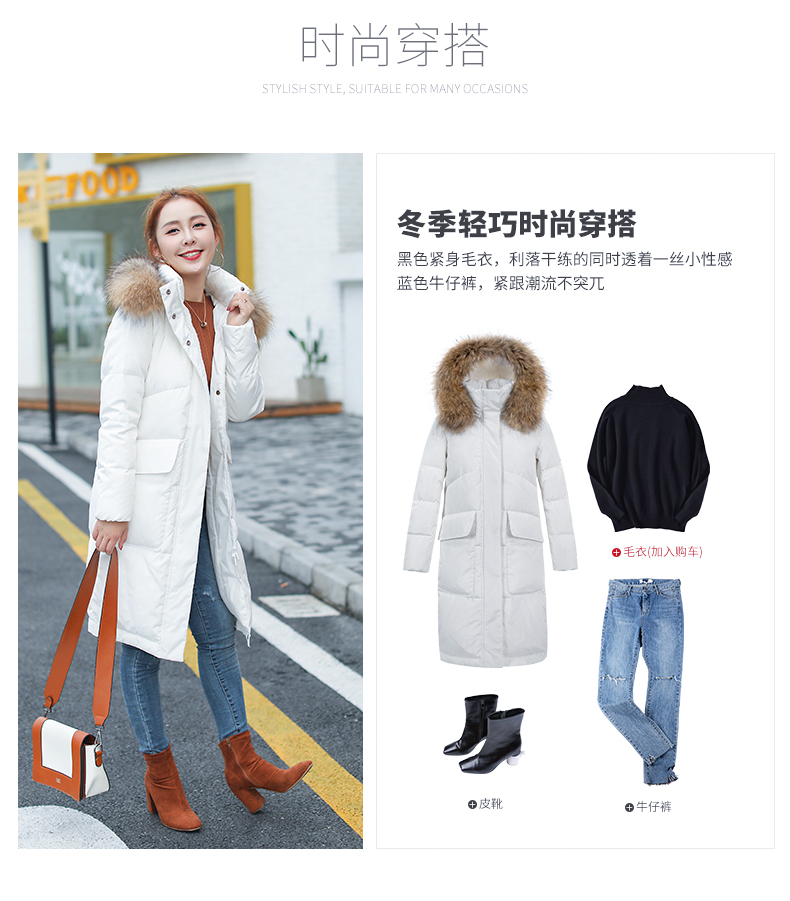 时尚穿搭
STYLISH STYLE, SUITABLE FOR MANY OCCASIONS
FOOD
冬季轻巧时尚穿搭
黑色紧身毛衣，利落干练的同时透着一丝小性感
蓝色牛仔裤，紧跟潮流不突兀
毛衣(加入购车)
皮靴
牛仔裤